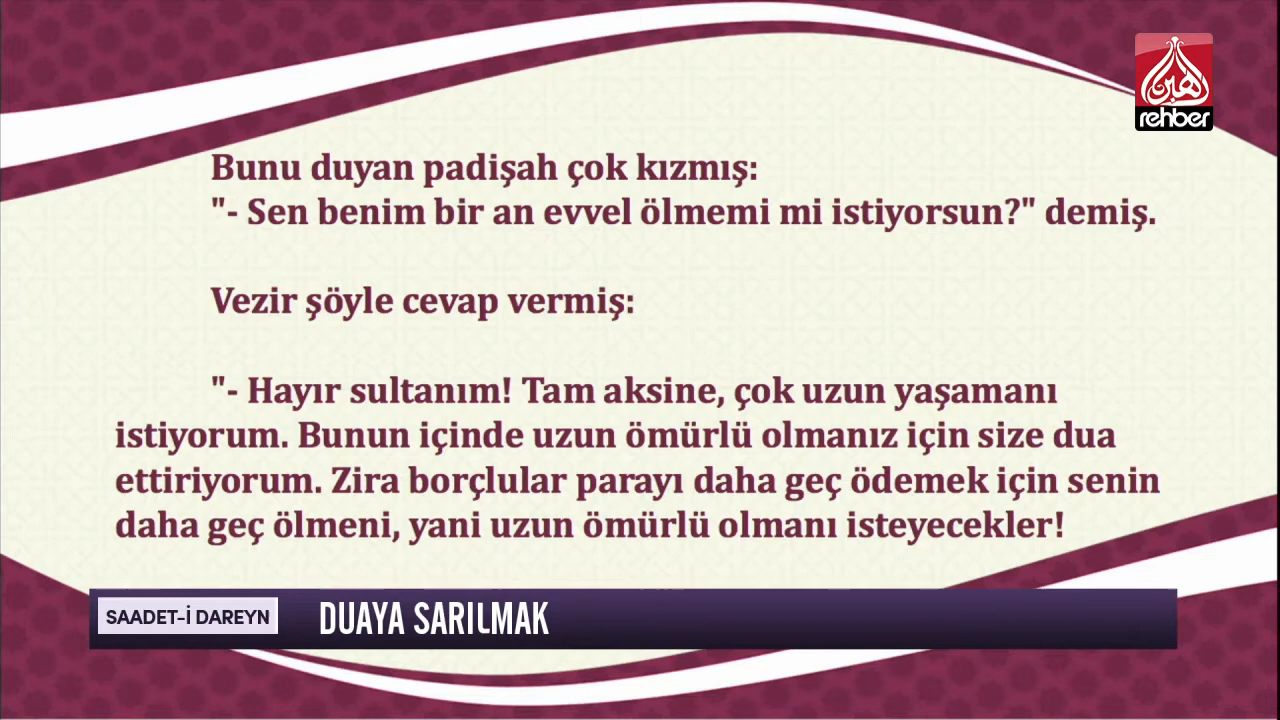 رهبر
rehber
Bunu duyan padişah çok kızmış:
"- Sen benim bir an evvel ölmemi mi istiyorsun?" demiş.
Vezir şöyle cevap vermiş:
"- Hayır sultanım! Tam aksine, çok uzun yaşamanı
istiyorum. Bunun içinde uzun ömürlü olmanız için size dua
ettiriyorum. Zira borçlular parayı daha geç ödemek için senin
daha geç ölmeni, yani uzun ömürlü olmanı isteyecekler!
SAADET-İ DAREYN
DUAYA SARILMAK